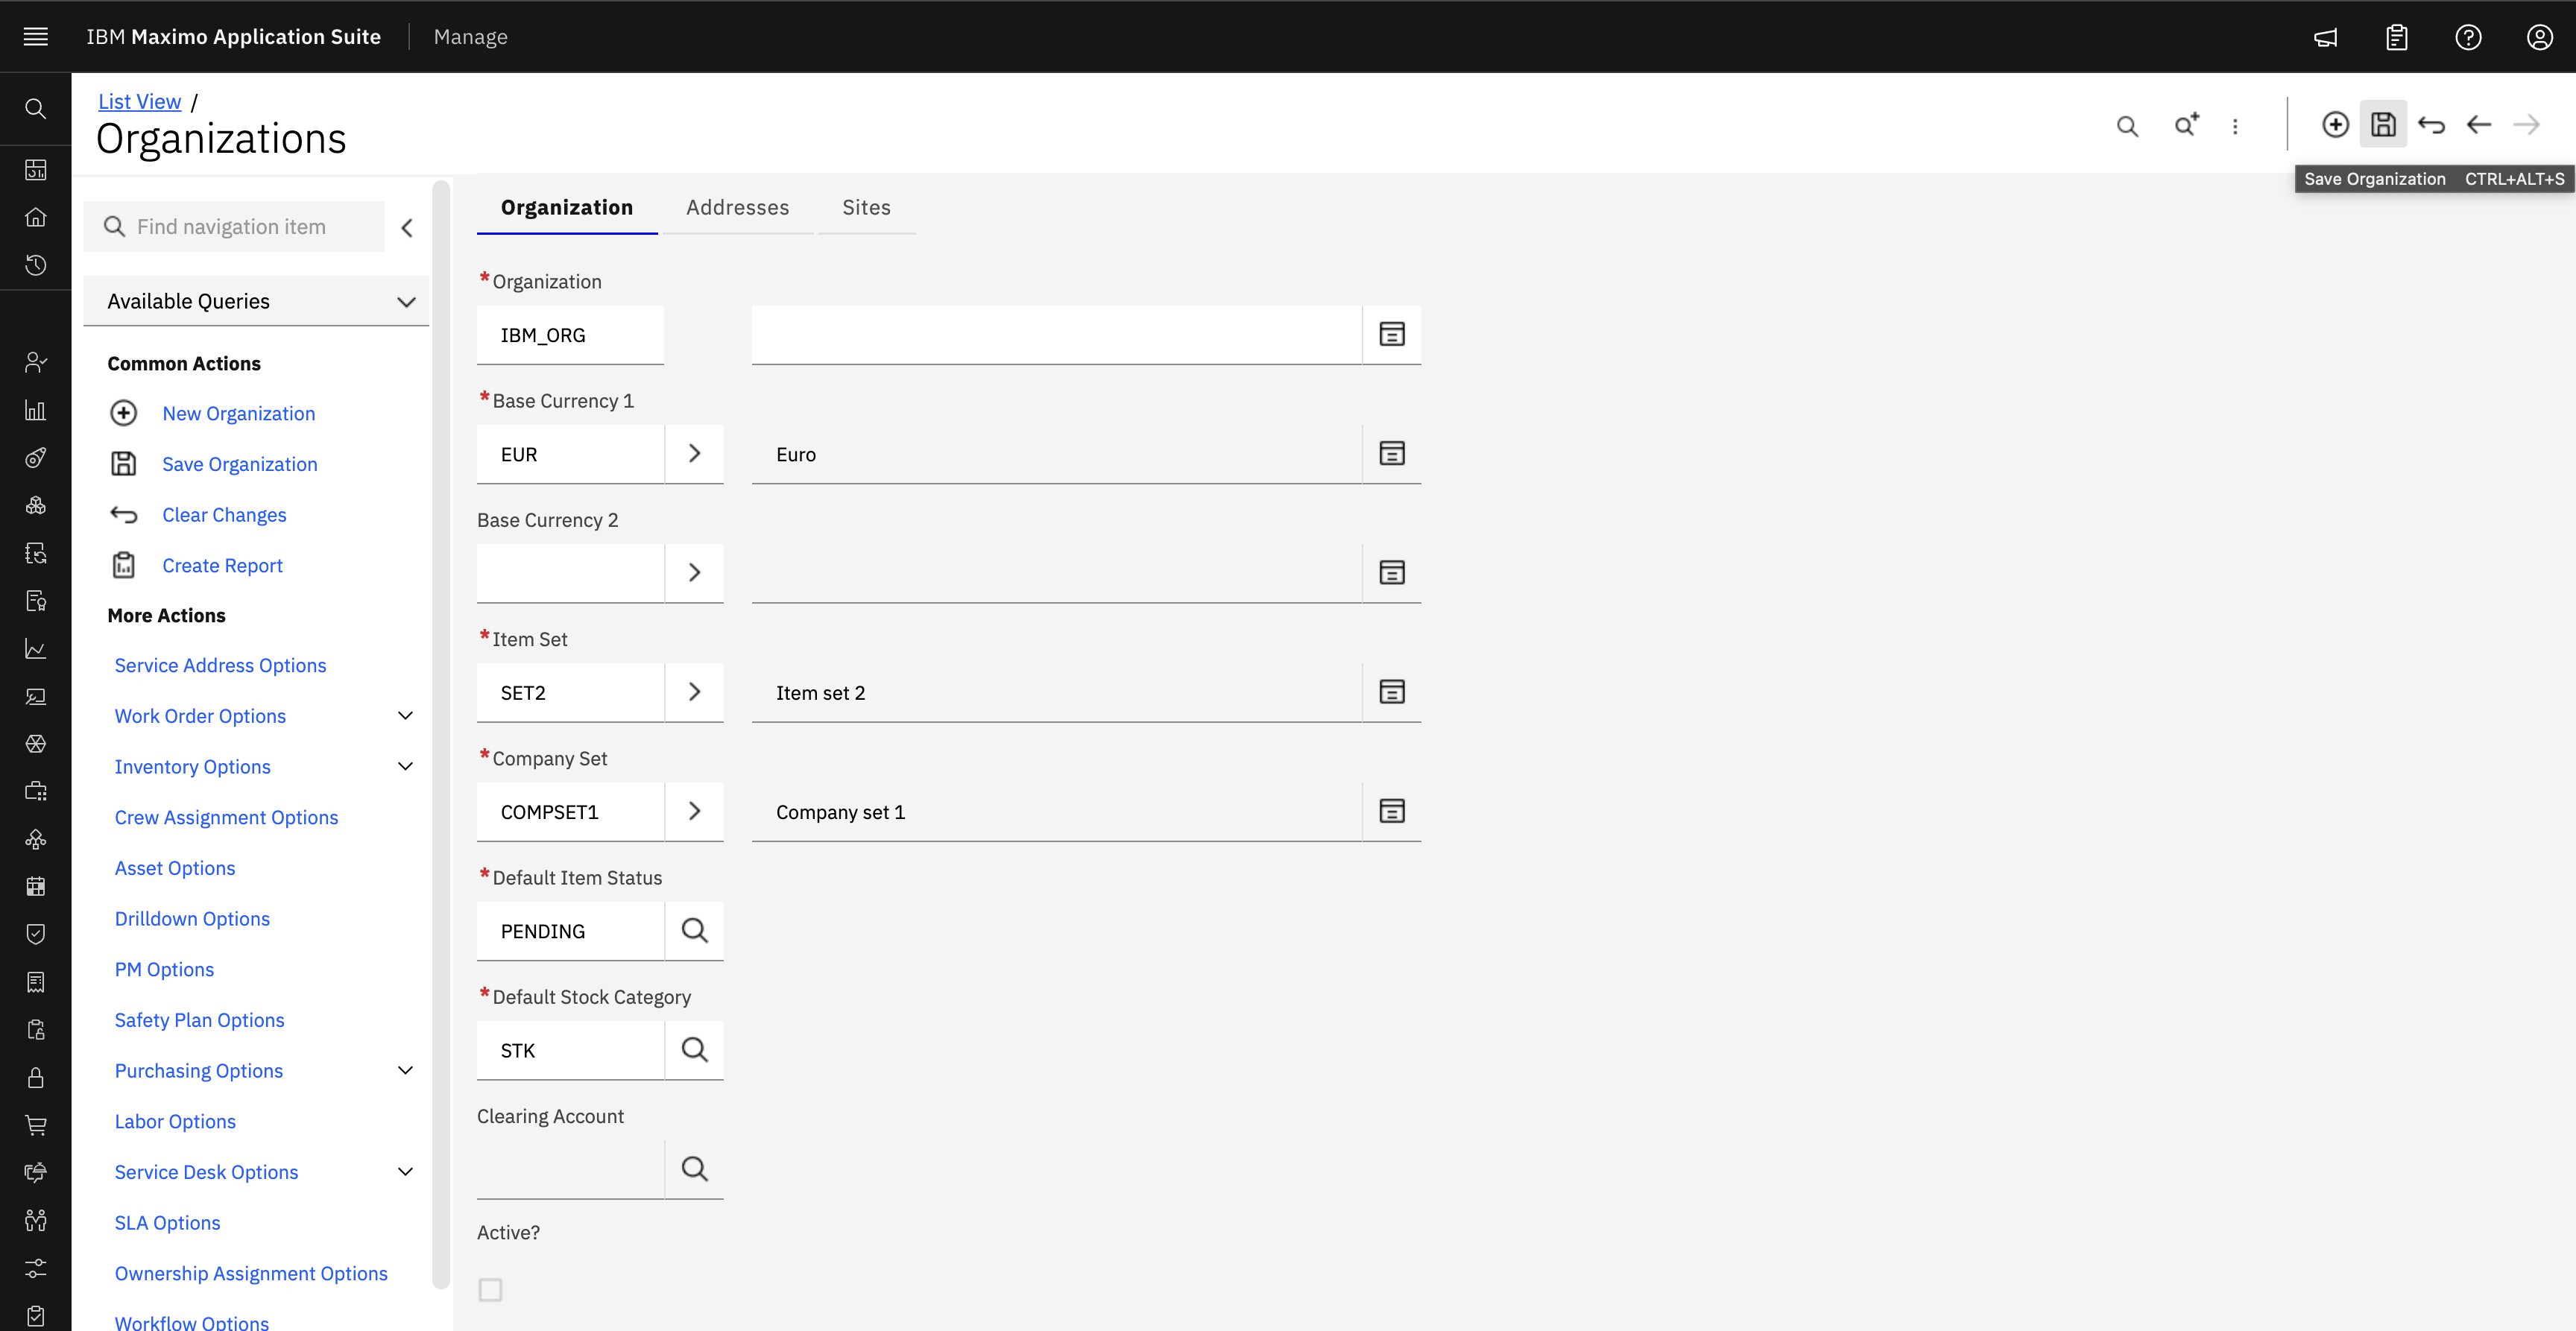 IBM Maximo Application Suite Manage
List View /
Organizations
Save Organization CTRL+ALT+S
Find navigation item
Available Queries
Common Actions
New Organization
Save Organization
Clear Changes
Create Report
More Actions
Service Address Options
Work Order Options
Inventory Options
Crew Assignment Options
Asset Options
Drilldown Options
PM Options
Safety Plan Options
Purchasing Options
Labor Options
Service Desk Options
SLA Options
Ownership Assignment Options
Workflow Options
Organization Addresses Sites
*Organization
IBM_ORG
*Base Currency 1
EUR Euro
Base Currency 2
*Item Set
SET2 Item set 2
*Company Set
COMPSET1 Company set 1
*Default Item Status
PENDING
*Default Stock Category
STK
Clearing Account
Active?